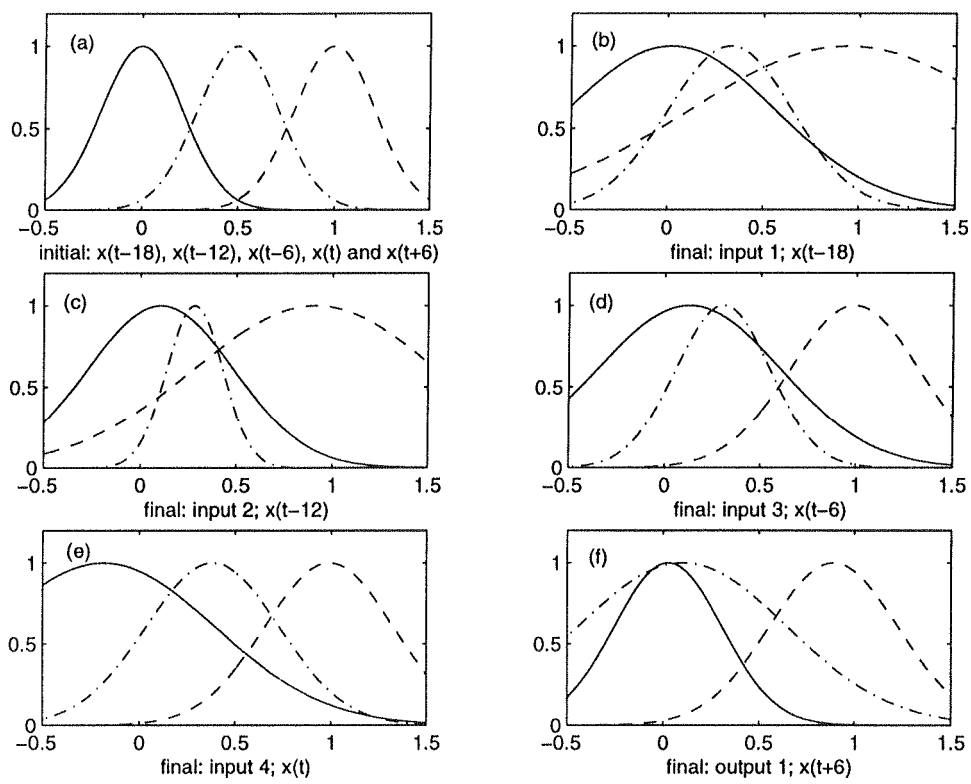 (a)
1
0.5
0
−0.5 0 0.5 1 1.5
initial: x(t−18), x(t−12), x(t−6), x(t) and x(t+6)
(b)
1
0.5
0
−0.5 0 0.5 1 1.5
final: input 1; x(t−18)
(c)
1
0.5
0
−0.5 0 0.5 1 1.5
final: input 2; x(t−12)
(d)
1
0.5
0
−0.5 0 0.5 1 1.5
final: input 3; x(t−6)
(e)
1
0.5
0
−0.5 0 0.5 1 1.5
final: input 4; x(t)
(f)
1
0.5
0
−0.5 0 0.5 1 1.5
final: output 1; x(t+6)